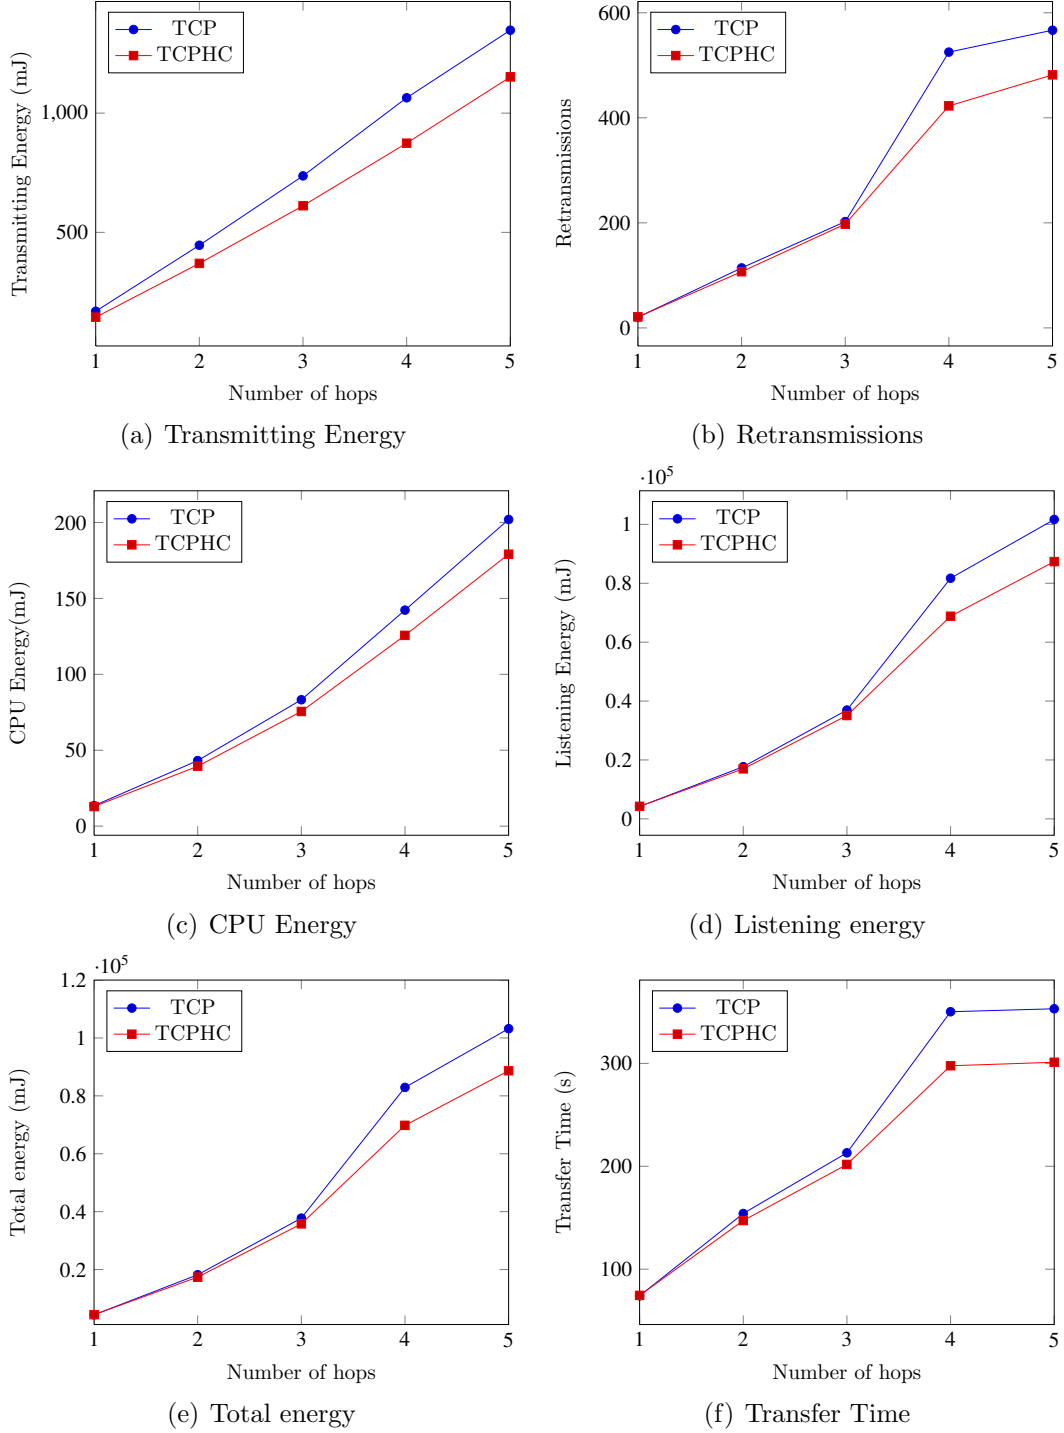 TCP
TCPHC
1,000
500
1 2 3 4 5
Transmitting Energy (mJ)
Number of hops
(a) Transmitting Energy
TCP
TCPHC
600
400
200
0
1 2 3 4 5
Retransmissions
Number of hops
(b) Retransmissions
TCP
TCPHC
200
150
100
50
0
1 2 3 4 5
CPU Energy(mJ)
Number of hops
(c) CPU Energy
·10^5
TCP
TCPHC
1
0.8
0.6
0.4
0.2
0
1 2 3 4 5
Listening Energy (mJ)
Number of hops
(d) Listening energy
·10^5
TCP
TCPHC
1.2
1
0.8
0.6
0.4
0.2
1 2 3 4 5
Total energy (mJ)
Number of hops
(e) Total energy
TCP
TCPHC
300
200
100
1 2 3 4 5
Transfer Time (s)
Number of hops
(f) Transfer Time